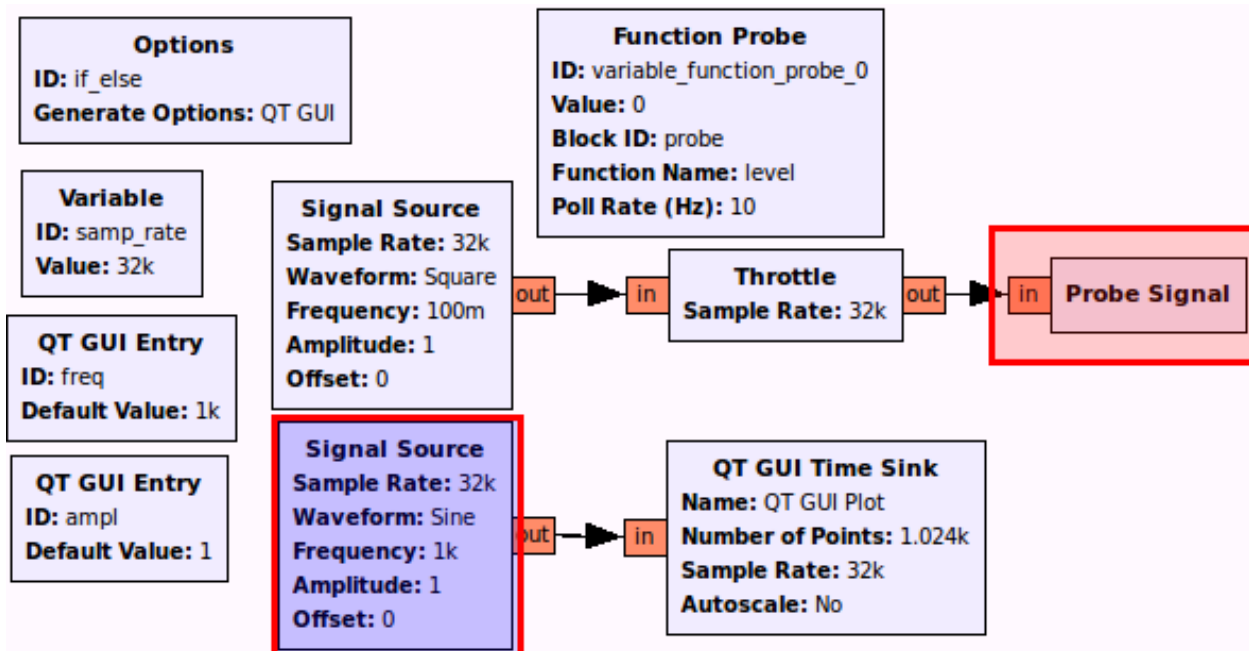 Options
ID: if_else
Generate Options: QT GUI
Function Probe
ID: variable_function_probe_0
Value: 0
Block ID: probe
Function Name: level
Poll Rate (Hz): 10
Variable
ID: samp_rate
Value: 32k
Signal Source
Sample Rate: 32k
Waveform: Square
Frequency: 100m
Amplitude: 1
Offset: 0
out
in
Throttle
Sample Rate: 32k
out
in
Probe Signal
QT GUI Entry
ID: freq
Default Value: 1k
QT GUI Entry
ID: ampl
Default Value: 1
Signal Source
Sample Rate: 32k
Waveform: Sine
Frequency: 1k
Amplitude: 1
Offset: 0
out
in
QT GUI Time Sink
Name: QT GUI Plot
Number of Points: 1.024k
Sample Rate: 32k
Autoscale: No